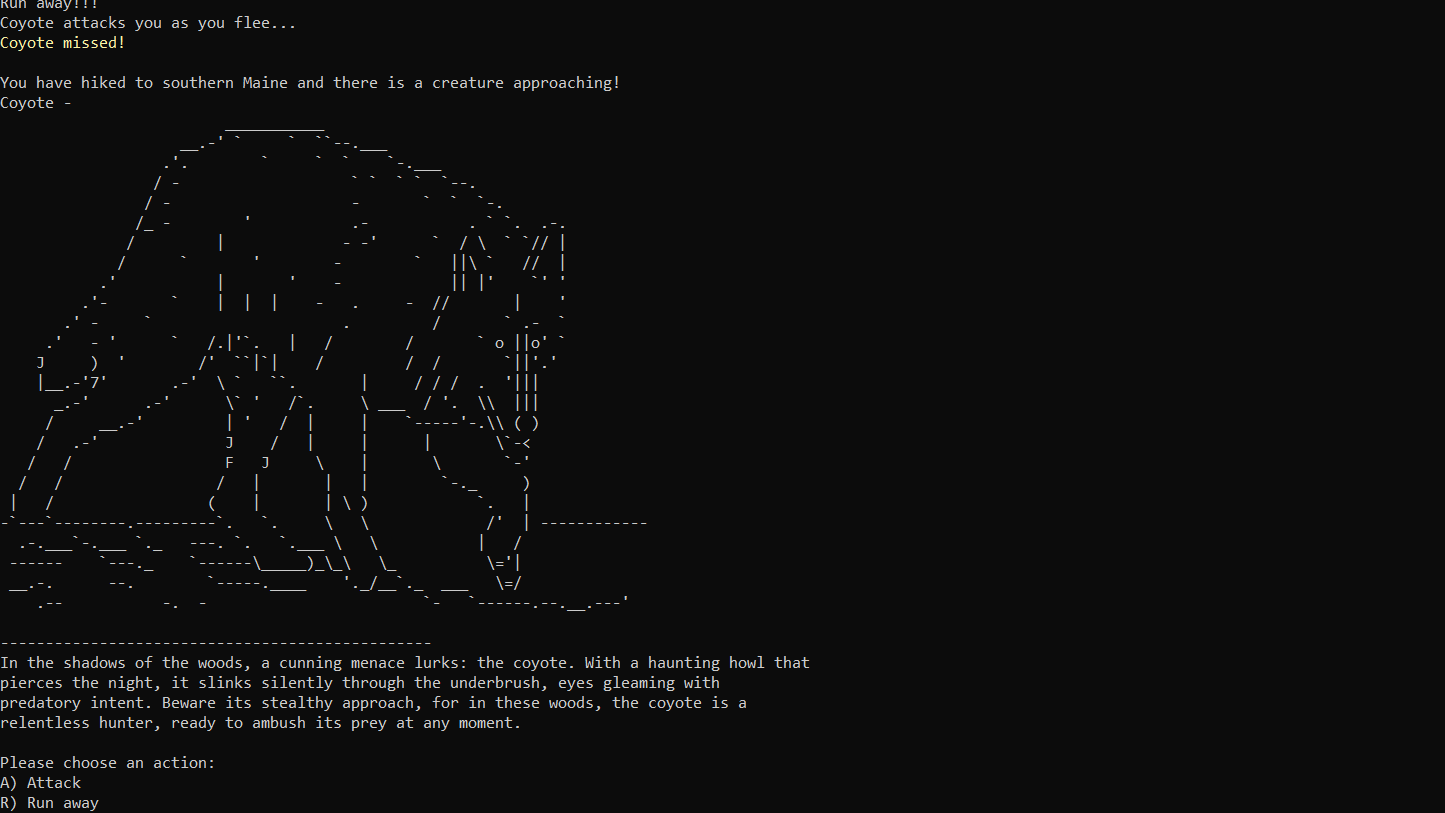 Run away!!!
Coyote attacks you as you flee...
Coyote missed!
You have hiked to southern Maine and there is a creature approaching!
Coyote -
In the shadows of the woods, a cunning menace lurks: the coyote. With a haunting howl that
pierces the night, it slinks silently through the underbrush, eyes gleaming with
predatory intent. Beware its stealthy approach, for in these woods, the coyote is a
relentless hunter, ready to ambush its prey at any moment.
Please choose an action:
A) Attack
R) Run away